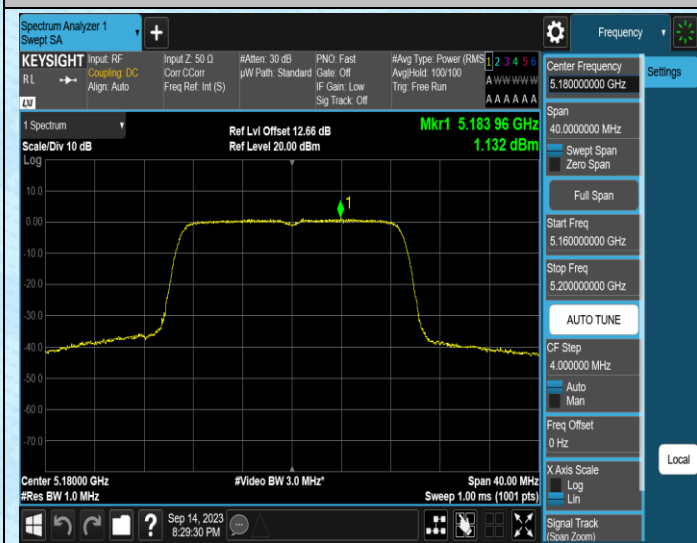 Spectrum Analyzer 1
Swept SA
+
Frequency
KEYSIGHT
R L
LXI
Input: RF
Coupling: DC
Align: Auto
Input Z: 50 Ω
Corr CCorr
Freq Ref: Int (S)
#Atten: 30 dB
µW Path: Standard
PNO: Fast
Gate: Off
IF Gain: Low
Sig Track: Off
#Avg Type: Power (RMS
Avg|Hold: 100/100
Trig: Free Run
1 2 3 4 5 6
A W W W W W
A A A A A A
1 Spectrum
Scale/Div 10 dB
Log
Ref Lvl Offset 12.66 dB
Ref Level 20.00 dBm
Mkr1 5.183 96 GHz
1.132 dBm
1
10.0
0.00
-10.0
-20.0
-30.0
-40.0
-50.0
-60.0
-70.0
Center 5.18000 GHz
#Res BW 1.0 MHz
#Video BW 3.0 MHz*
Span 40.00 MHz
Sweep 1.00 ms (1001 pts)
Sep 14, 2023
8:29:30 PM
?
Center Frequency
5.180000000 GHz
Settings
Span
40.0000000 MHz
Swept Span
Zero Span
Full Span
Start Freq
5.160000000 GHz
Stop Freq
5.200000000 GHz
AUTO TUNE
CF Step
4.000000 MHz
Auto
Man
Freq Offset
0 Hz
X Axis Scale
Log
Lin
Local
Signal Track
(Span Zoom)